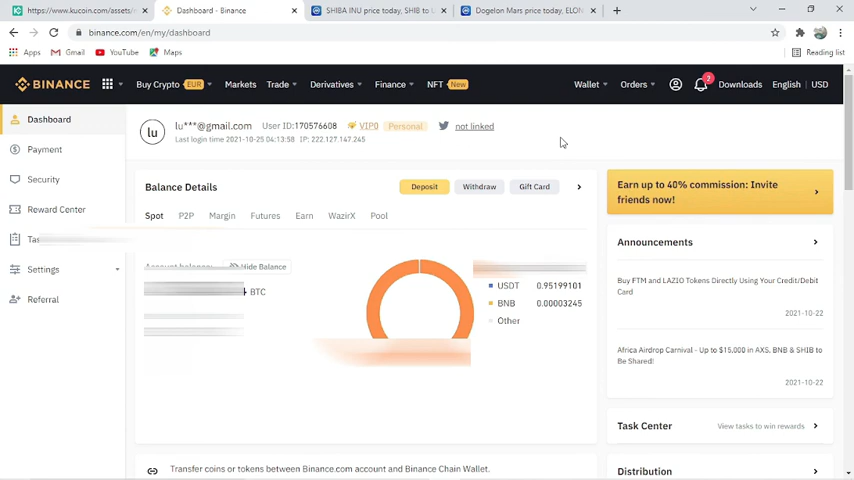 https://www.kucoin.com/assets/
Dashboard - Binance
SHIBA INU price today, SHIB to U
Dogelon Mars price today, ELON
binance.com/en/my/dashboard
Apps
Gmail
YouTube
Maps
Reading list
BINANCE
Buy Crypto EUR
Markets
Trade
Derivatives
Finance
NFT New
Wallet
Orders
2
Downloads
English | USD
Dashboard
Payment
Security
Reward Center
Settings
Referral
lu
lu***@gmail.com User ID:170576608 VIP0 Personal not linked
Last login time 2021-10-25 04:13:58 IP: 222.127.147.245
Balance Details
Deposit
Withdraw
Gift Card
Spot
P2P
Margin
Futures
Earn
WazirX
Pool
Account balance:
Hide Balance
BTC
USDT 0.95199101
BNB 0.00003245
Other
Earn up to 40% commission: Invite
friends now!
Announcements
Buy FTM and LAZIO Tokens Directly Using Your Credit/Debit
Card
2021-10-22
Africa Airdrop Carnival - Up to $15,000 in AXS, BNB & SHIB to
Be Shared!
2021-10-22
Task Center
View tasks to win rewards
Distribution
Transfer coins or tokens between Binance.com account and Binance Chain Wallet.